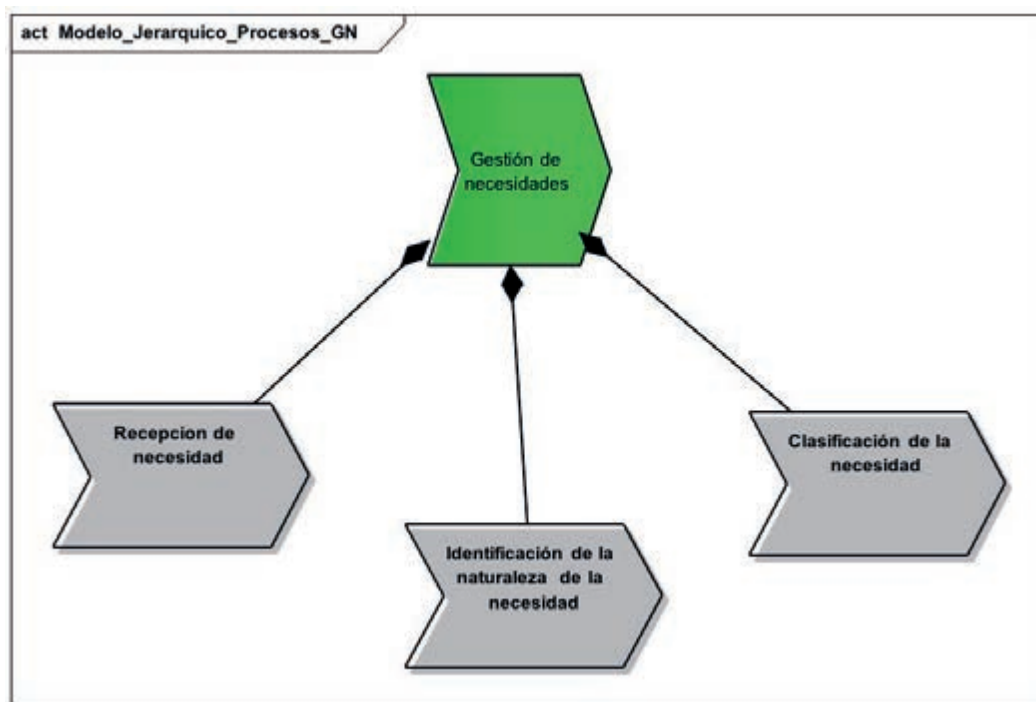 act Modelo_Jerarquico_Procesos_GN
Gestión de
necesidades
Recepcion de
necesidad
Identificación de la
naturaleza de la
necesidad
Clasificación de la
necesidad